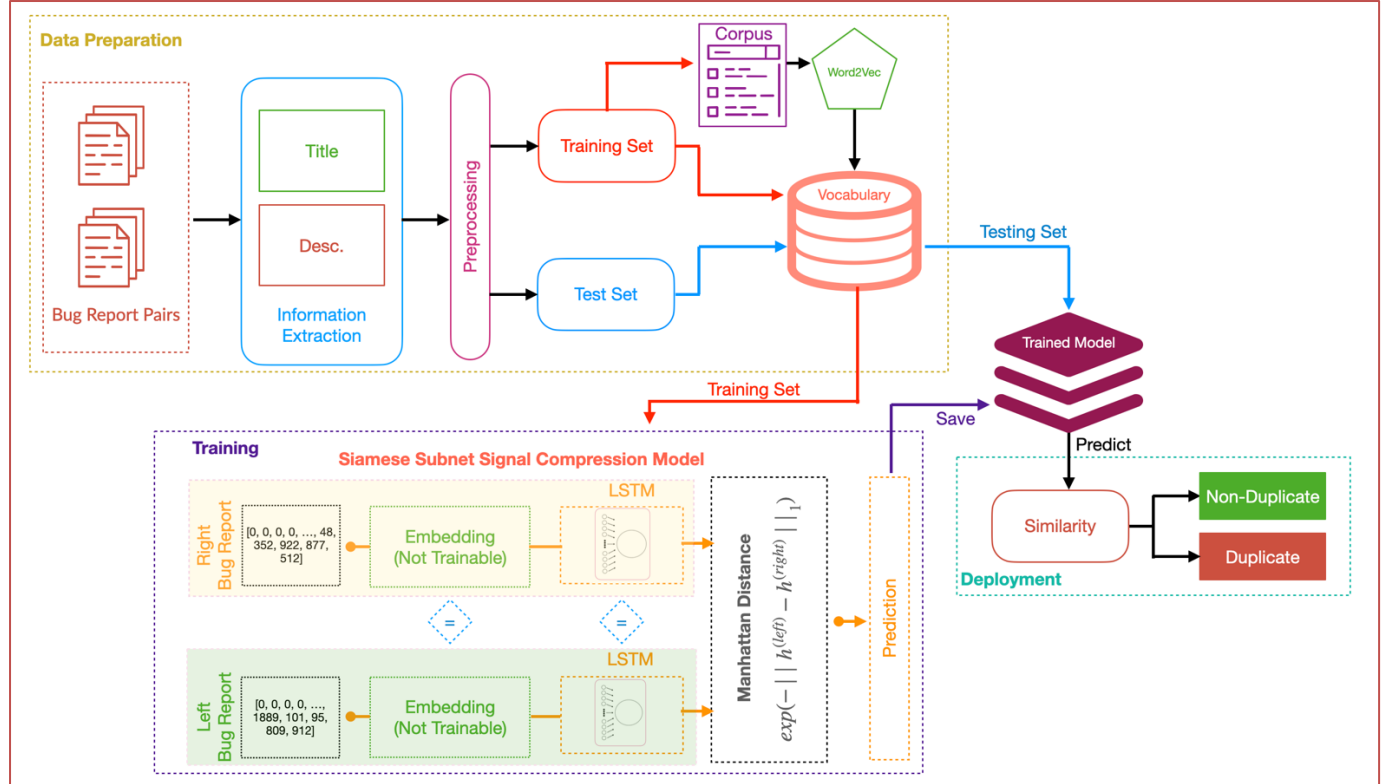 Data Preparation
Bug Report Pairs
Title
Desc.
Information
Extraction
Preprocessing
Training Set
Test Set
Corpus
Word2Vec
Vocabulary
Testing Set
Trained Model
Training Set
Save
Predict
Training
Siamese Subnet Signal Compression Model
Right
Bug Report
[0, 0, 0, 0, ..., 48,
352, 922, 877,
512]
Embedding
(Not Trainable)
LSTM
=
=
Left
Bug Report
[0, 0, 0, 0, ...,
1889, 101, 95,
809, 912]
Embedding
(Not Trainable)
LSTM
Manhattan Distance
exp(− | | h^(left) − h^(right) | |₁)
Prediction
Similarity
Non-Duplicate
Duplicate
Deployment